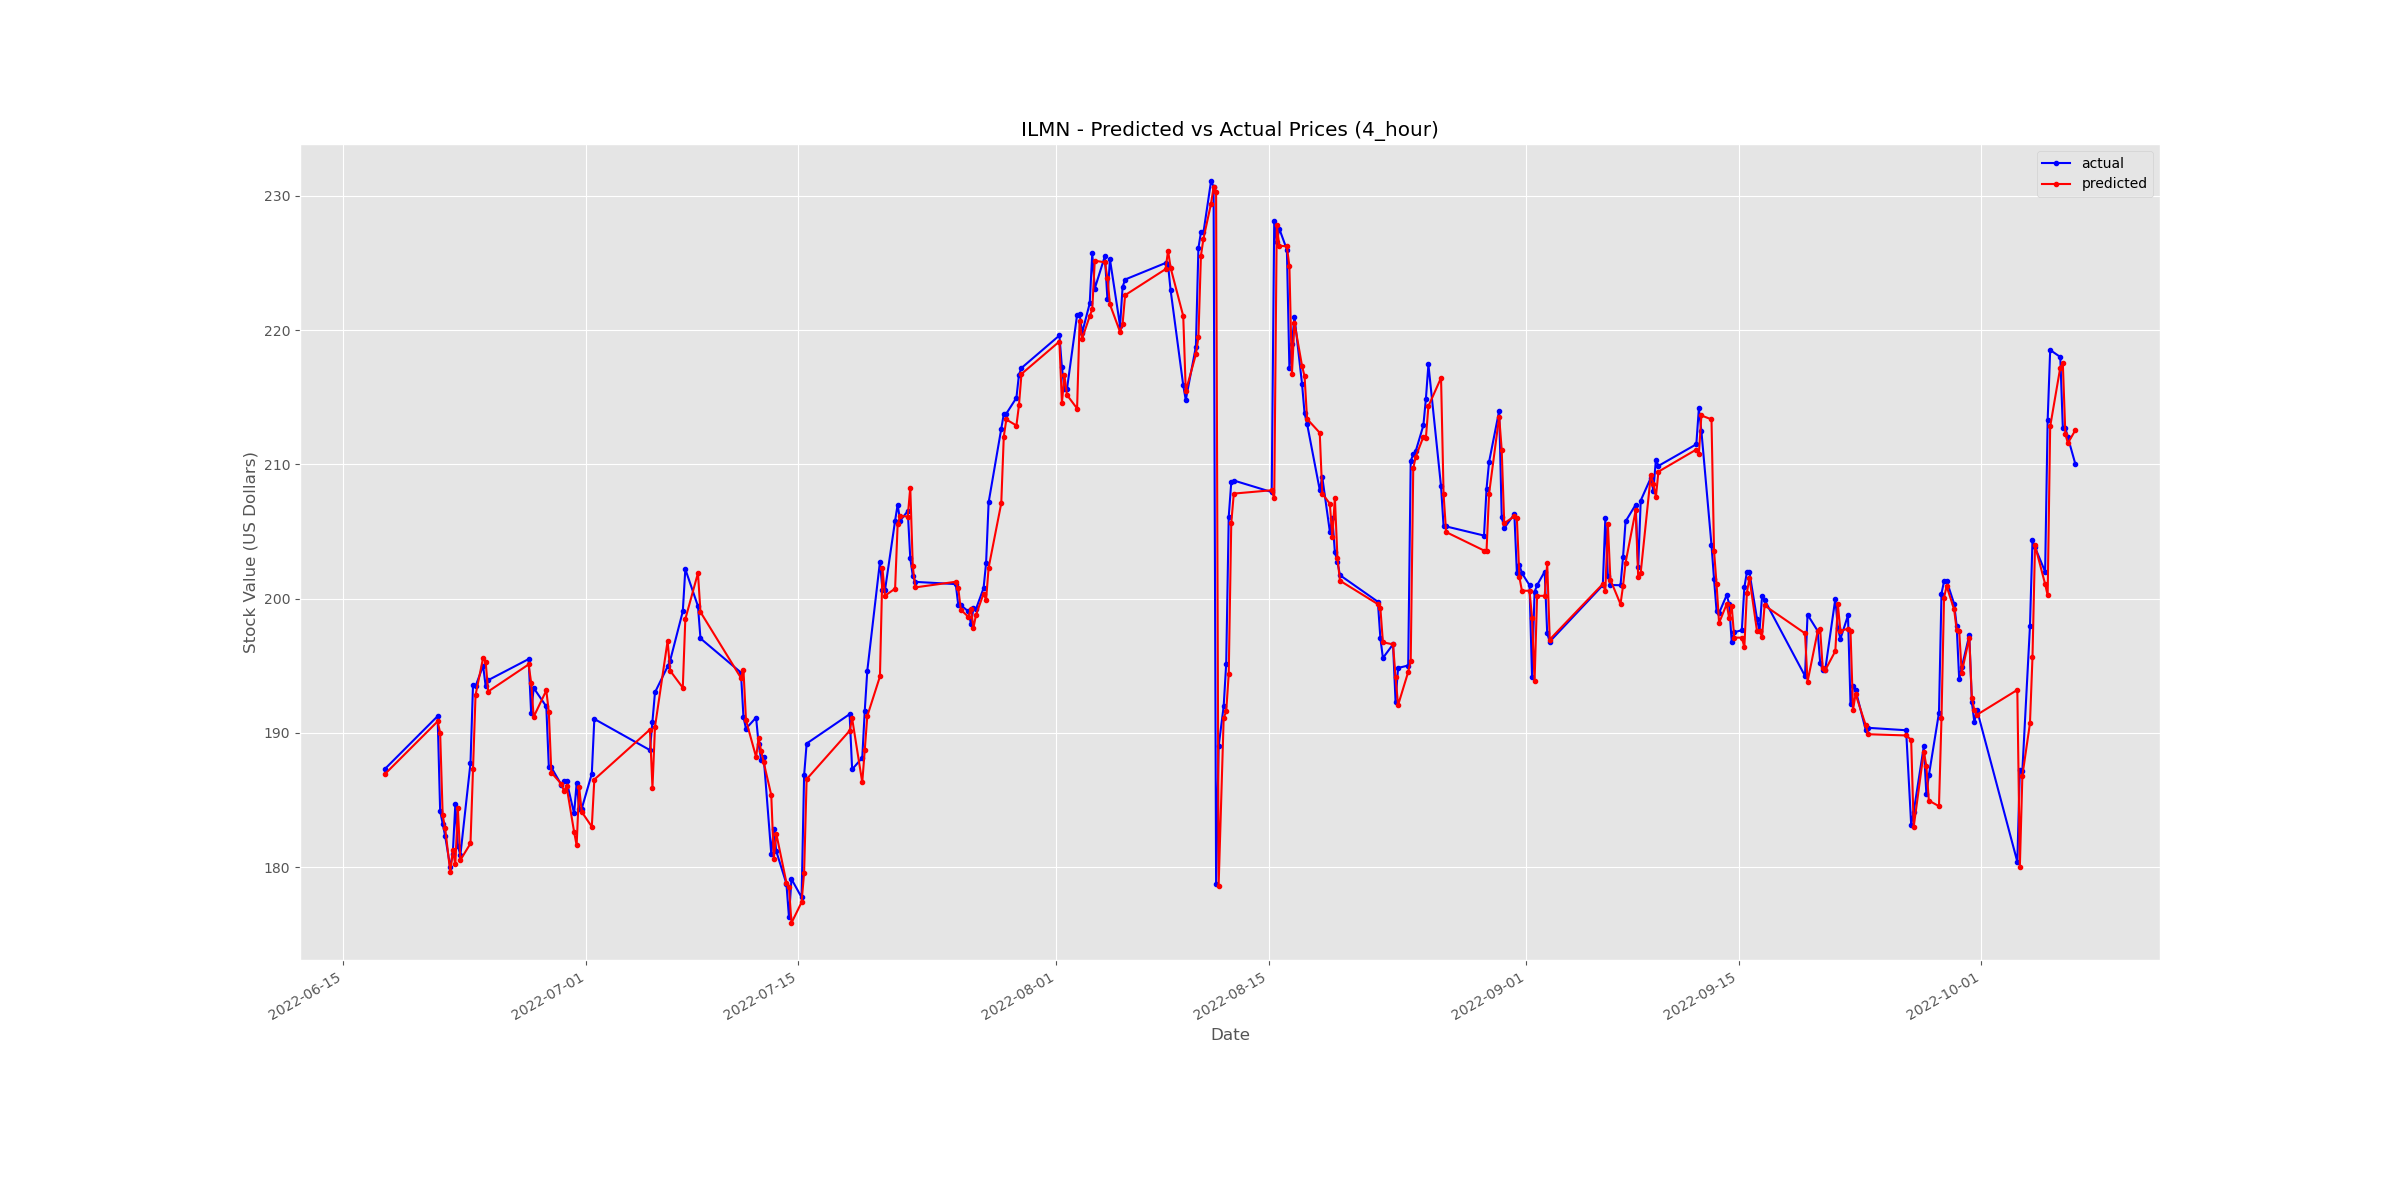 ILMN - Predicted vs Actual Prices (4_hour)
actual
predicted
230
220
210
200
190
180
Stock Value (US Dollars)
2022-06-15
2022-07-01
2022-07-15
2022-08-01
2022-08-15
2022-09-01
2022-09-15
2022-10-01
Date